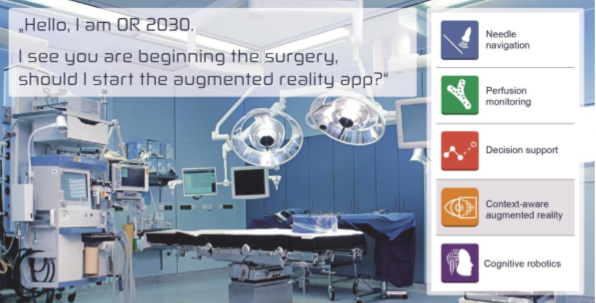 „Hello, I am OR 2030.
I see you are beginning the surgery,
should I start the augmented reality app?“
Needle
navigation
Perfusion
monitoring
Decision support
Context-aware
augmented reality
Cognitive robotics